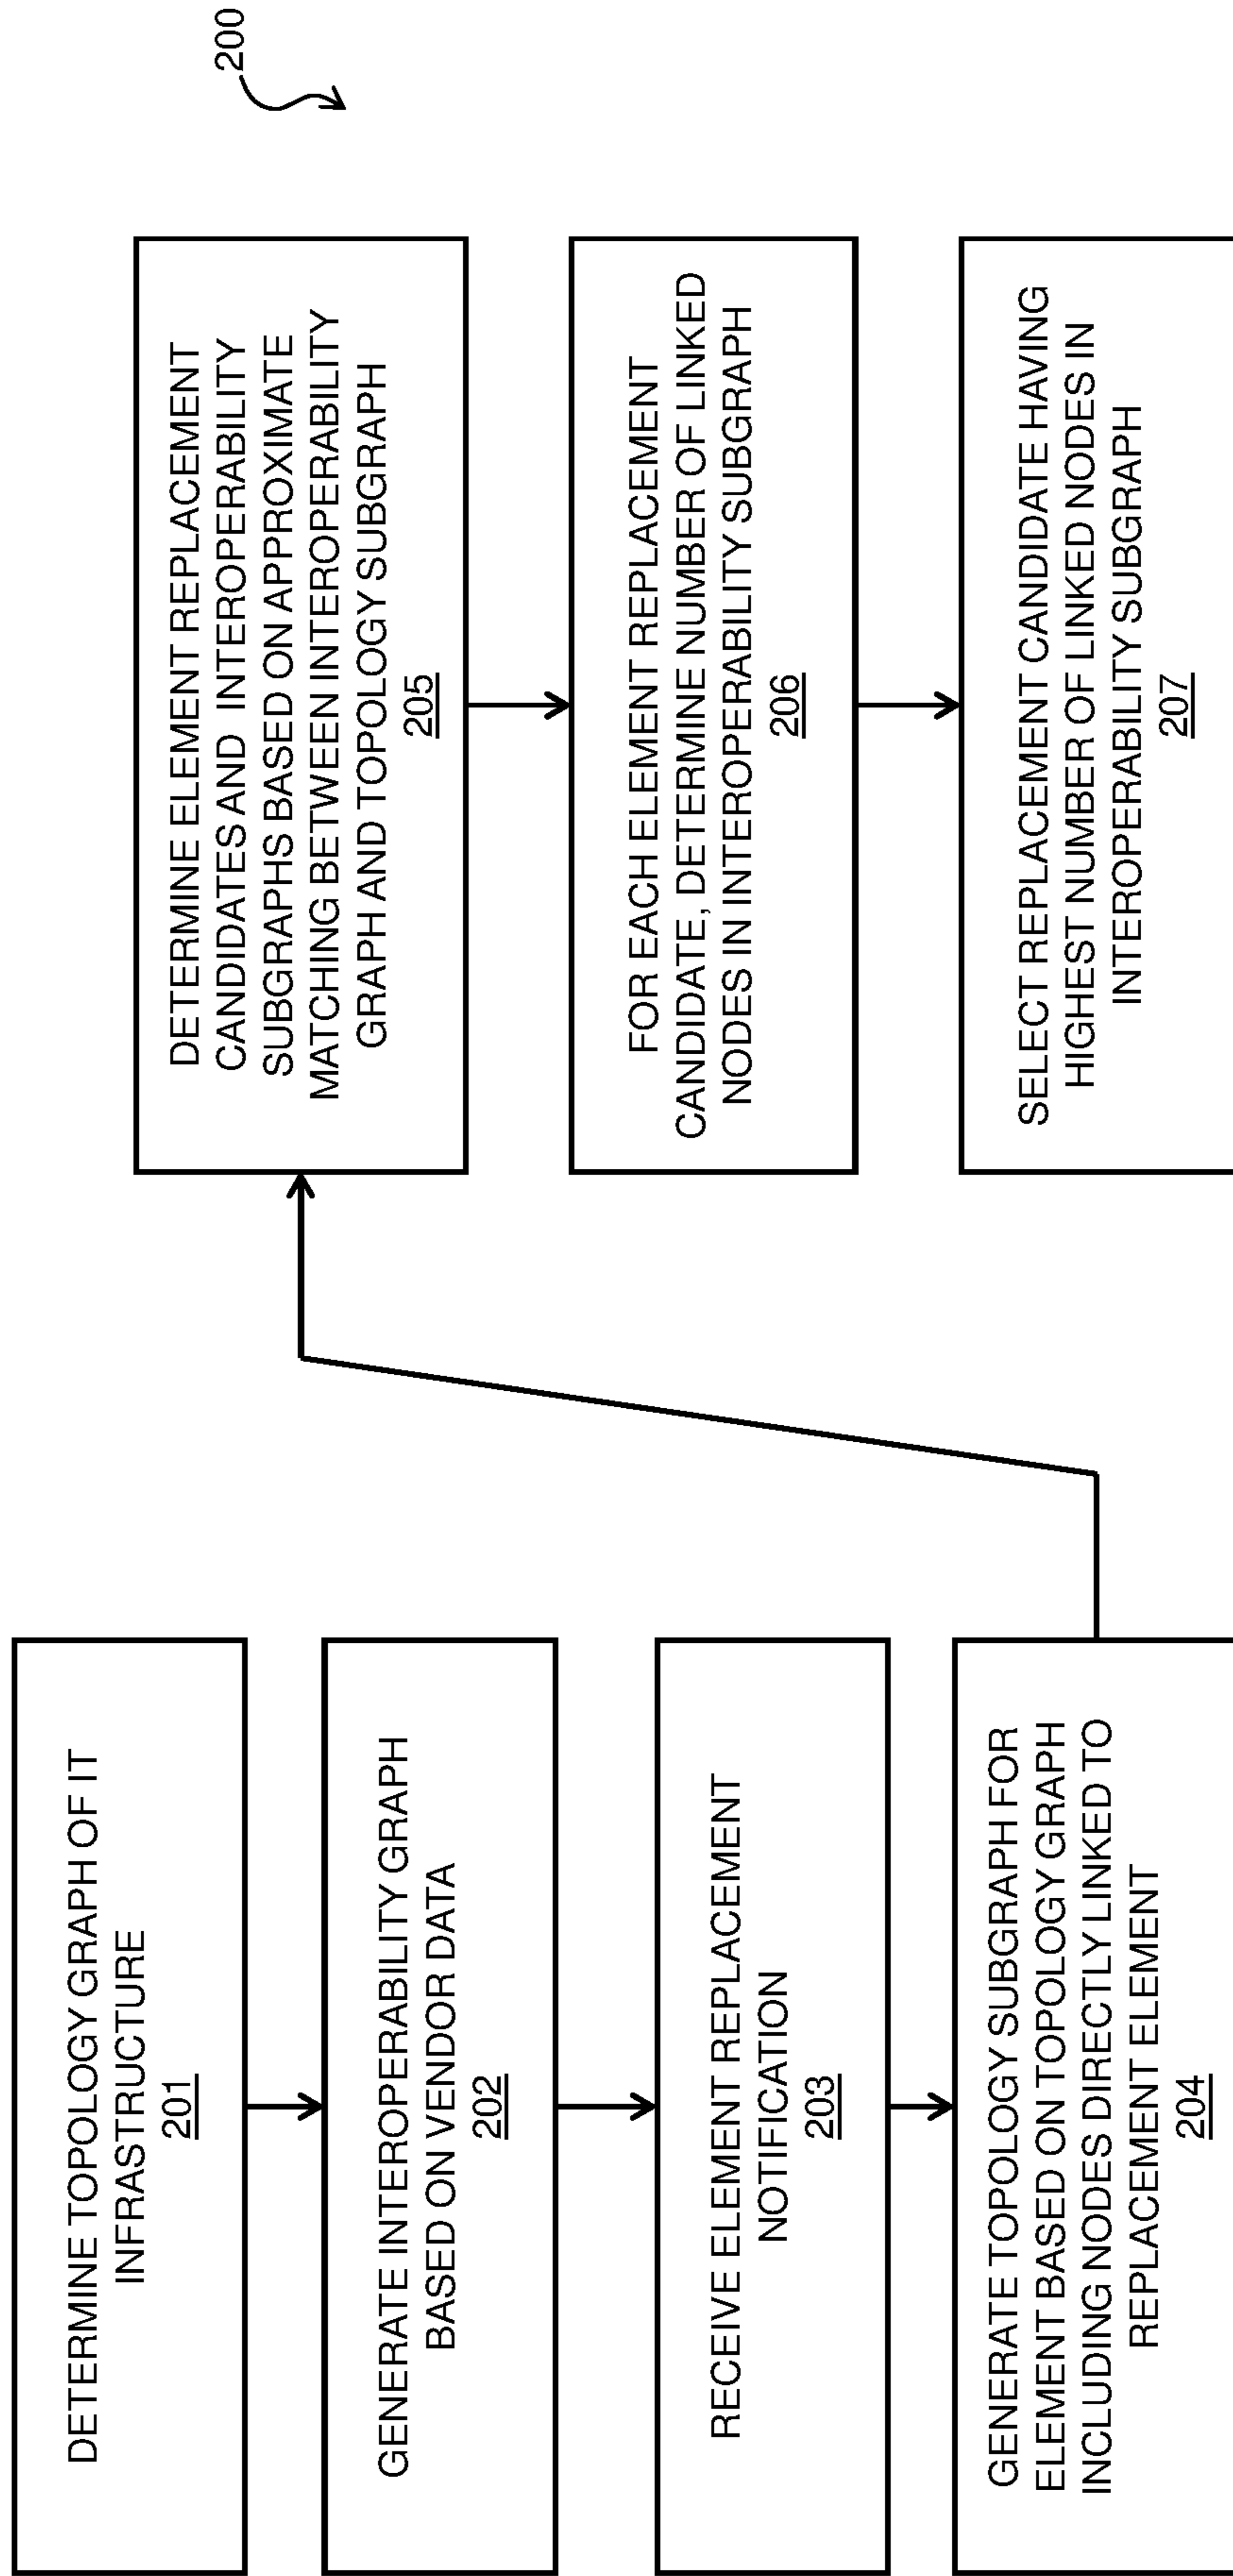 200
DETERMINE TOPOLOGY GRAPH OF IT
INFRASTRUCTURE
201
GENERATE INTEROPERABILITY GRAPH
BASED ON VENDOR DATA
202
RECEIVE ELEMENT REPLACEMENT
NOTIFICATION
203
GENERATE TOPOLOGY SUBGRAPH FOR
ELEMENT BASED ON TOPOLOGY GRAPH
INCLUDING NODES DIRECTLY LINKED TO
REPLACEMENT ELEMENT
204
DETERMINE ELEMENT REPLACEMENT
CANDIDATES AND INTEROPERABILITY
SUBGRAPHS BASED ON APPROXIMATE
MATCHING BETWEEN INTEROPERABILITY
GRAPH AND TOPOLOGY SUBGRAPH
205
FOR EACH ELEMENT REPLACEMENT
CANDIDATE, DETERMINE NUMBER OF LINKED
NODES IN INTEROPERABILITY SUBGRAPH
206
SELECT REPLACEMENT CANDIDATE HAVING
HIGHEST NUMBER OF LINKED NODES IN
INTEROPERABILITY SUBGRAPH
207